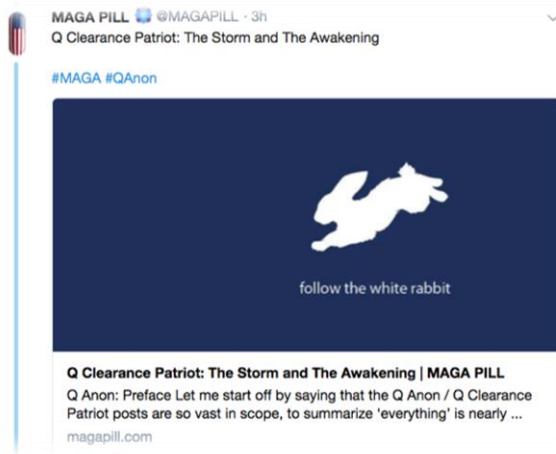 MAGA PILL @MAGAPILL · 3h
Q Clearance Patriot: The Storm and The Awakening
#MAGA #QAnon
follow the white rabbit
Q Clearance Patriot: The Storm and The Awakening | MAGA PILL
Q Anon: Preface Let me start off by saying that the Q Anon / Q Clearance
Patriot posts are so vast in scope, to summarize 'everything' is nearly ...
magapill.com